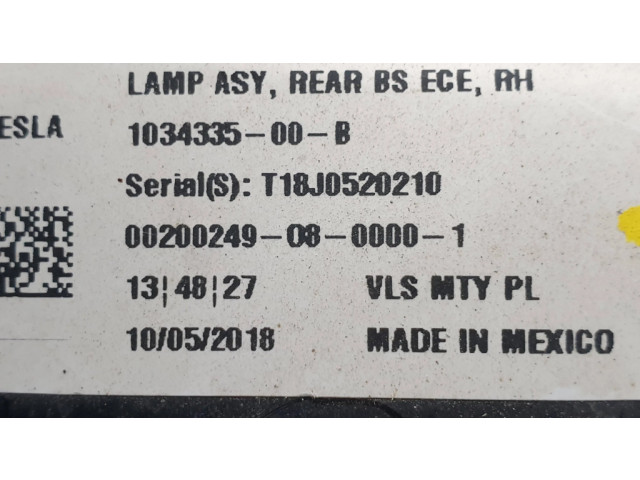 LAMP ASY, REAR BS ECE, RH
ESLA 1034335-00-B
Serial(S): T18J0520210
00200249-08-0000-1
13¦48¦27 VLS MTY PL
10/05/2018 MADE IN MEXICO